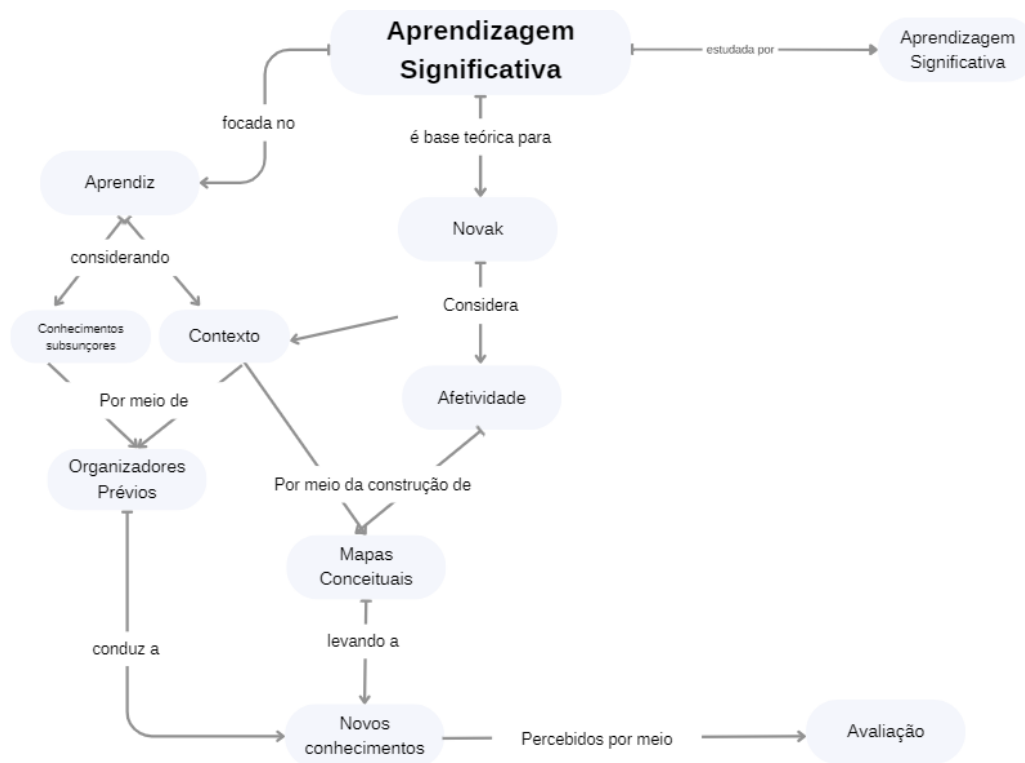 Aprendizagem
Significativa
estudada por
Aprendizagem
Significativa
focada no
é base teórica para
Aprendiz
Novak
considerando
Considera
Conhecimentos
subsunçores
Contexto
Afetividade
Por meio de
Organizadores
Prévios
Por meio da construção de
Mapas
Conceituais
conduz a
levando a
Novos
conhecimentos
Percebidos por meio
Avaliação